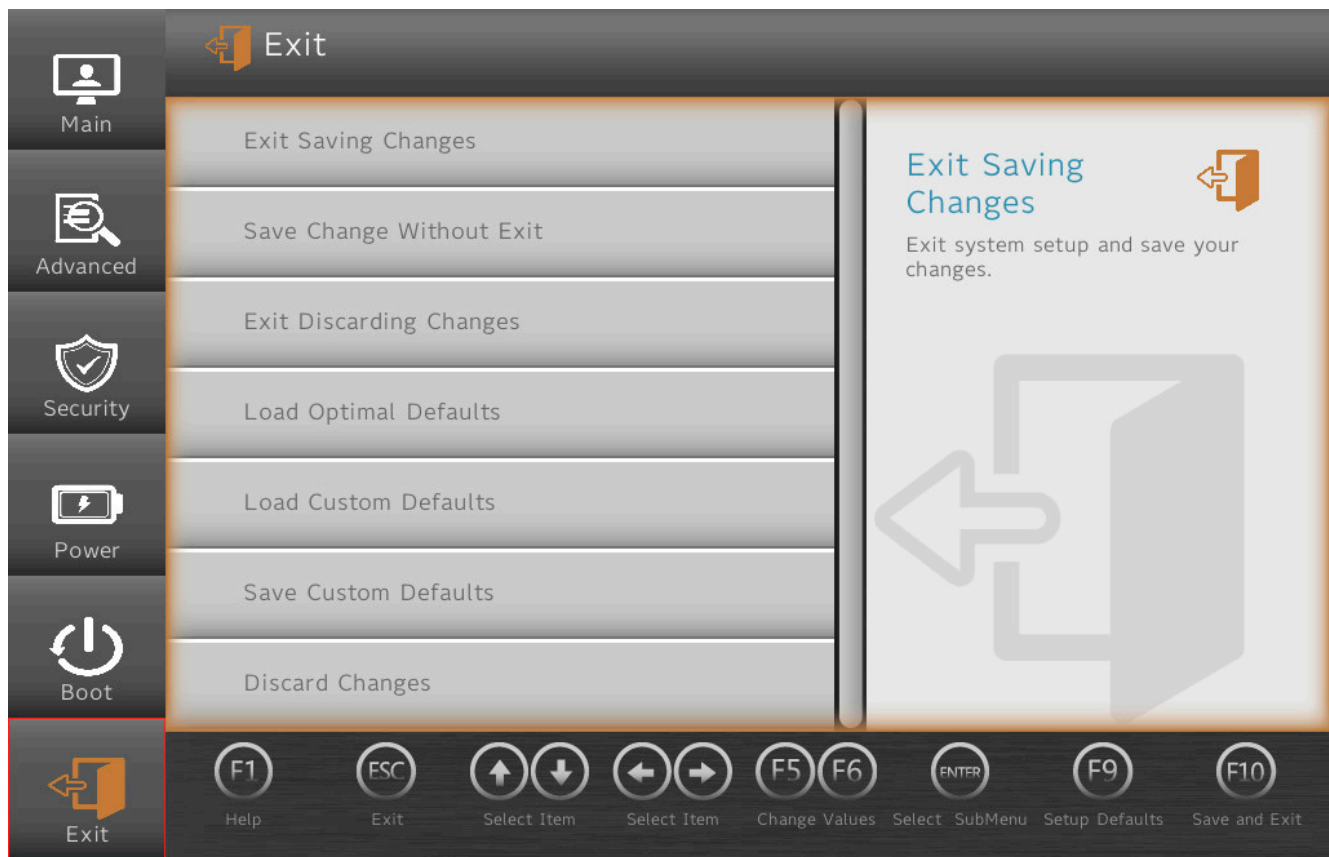 Exit
Main
Advanced
Security
Power
Boot
Exit
Exit Saving Changes
Save Change Without Exit
Exit Discarding Changes
Load Optimal Defaults
Load Custom Defaults
Save Custom Defaults
Discard Changes
Exit Saving
Changes
Exit system setup and save your
changes.
F1
Help
ESC
Exit
Select Item
Select Item
F5 F6
Change Values
ENTER
Select SubMenu
F9
Setup Defaults
F10
Save and Exit